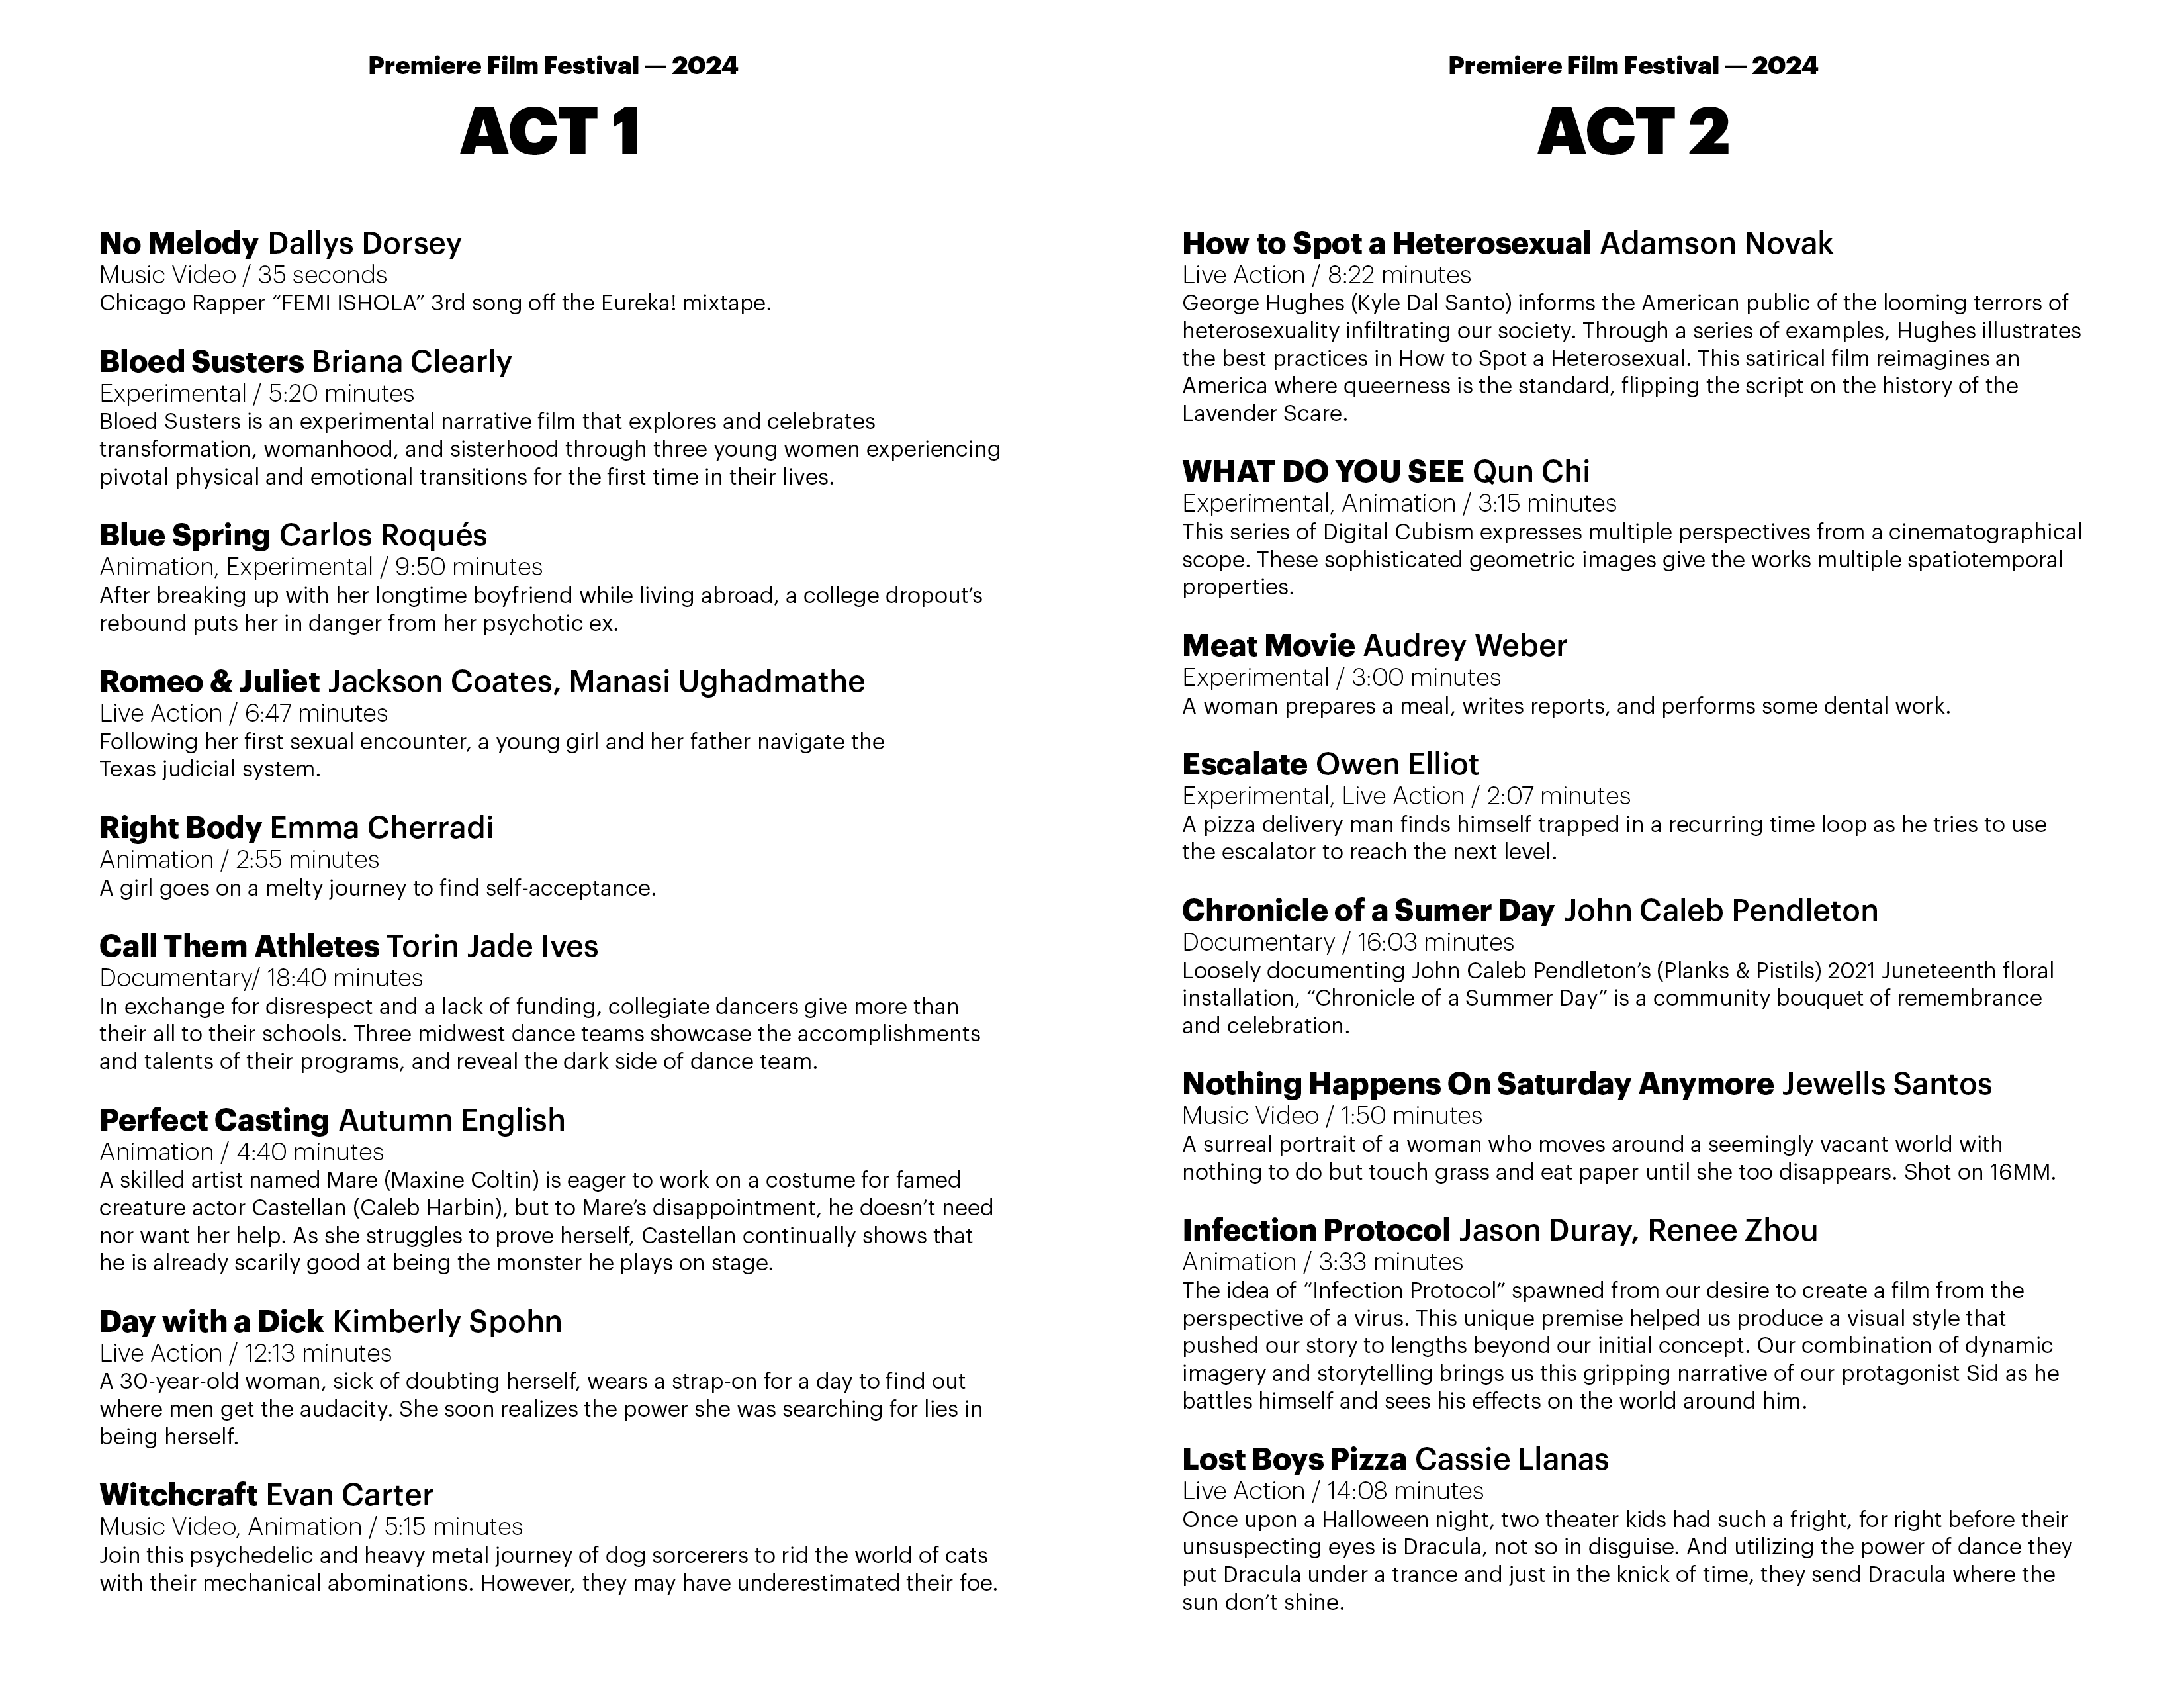 Premiere Film Festival — 2024
ACT 1
No Melody Dallys Dorsey
Music Video / 35 seconds
Chicago Rapper “FEMI ISHOLA” 3rd song off the Eureka! mixtape.
Bloed Susters Briana Clearly
Experimental / 5:20 minutes
Bloed Susters is an experimental narrative film that explores and celebrates
transformation, womanhood, and sisterhood through three young women experiencing
pivotal physical and emotional transitions for the first time in their lives.
Blue Spring Carlos Roqués
Animation, Experimental / 9:50 minutes
After breaking up with her longtime boyfriend while living abroad, a college dropout’s
rebound puts her in danger from her psychotic ex.
Romeo & Juliet Jackson Coates, Manasi Ughadmathe
Live Action / 6:47 minutes
Following her first sexual encounter, a young girl and her father navigate the
Texas judicial system.
Right Body Emma Cherradi
Animation / 2:55 minutes
A girl goes on a melty journey to find self-acceptance.
Call Them Athletes Torin Jade Ives
Documentary/ 18:40 minutes
In exchange for disrespect and a lack of funding, collegiate dancers give more than
their all to their schools. Three midwest dance teams showcase the accomplishments
and talents of their programs, and reveal the dark side of dance team.
Perfect Casting Autumn English
Animation / 4:40 minutes
A skilled artist named Mare (Maxine Coltin) is eager to work on a costume for famed
creature actor Castellan (Caleb Harbin), but to Mare’s disappointment, he doesn’t need
nor want her help. As she struggles to prove herself, Castellan continually shows that
he is already scarily good at being the monster he plays on stage.
Day with a Dick Kimberly Spohn
Live Action / 12:13 minutes
A 30-year-old woman, sick of doubting herself, wears a strap-on for a day to find out
where men get the audacity. She soon realizes the power she was searching for lies in
being herself.
Witchcraft Evan Carter
Music Video, Animation / 5:15 minutes
Join this psychedelic and heavy metal journey of dog sorcerers to rid the world of cats
with their mechanical abominations. However, they may have underestimated their foe.
Premiere Film Festival — 2024
ACT 2
How to Spot a Heterosexual Adamson Novak
Live Action / 8:22 minutes
George Hughes (Kyle Dal Santo) informs the American public of the looming terrors of
heterosexuality infiltrating our society. Through a series of examples, Hughes illustrates
the best practices in How to Spot a Heterosexual. This satirical film reimagines an
America where queerness is the standard, flipping the script on the history of the
Lavender Scare.
WHAT DO YOU SEE Qun Chi
Experimental, Animation / 3:15 minutes
This series of Digital Cubism expresses multiple perspectives from a cinematographical
scope. These sophisticated geometric images give the works multiple spatiotemporal
properties.
Meat Movie Audrey Weber
Experimental / 3:00 minutes
A woman prepares a meal, writes reports, and performs some dental work.
Escalate Owen Elliot
Experimental, Live Action / 2:07 minutes
A pizza delivery man finds himself trapped in a recurring time loop as he tries to use
the escalator to reach the next level.
Chronicle of a Sumer Day John Caleb Pendleton
Documentary / 16:03 minutes
Loosely documenting John Caleb Pendleton’s (Planks & Pistils) 2021 Juneteenth floral
installation, “Chronicle of a Summer Day” is a community bouquet of remembrance
and celebration.
Nothing Happens On Saturday Anymore Jewells Santos
Music Video / 1:50 minutes
A surreal portrait of a woman who moves around a seemingly vacant world with
nothing to do but touch grass and eat paper until she too disappears. Shot on 16MM.
Infection Protocol Jason Duray, Renee Zhou
Animation / 3:33 minutes
The idea of “Infection Protocol” spawned from our desire to create a film from the
perspective of a virus. This unique premise helped us produce a visual style that
pushed our story to lengths beyond our initial concept. Our combination of dynamic
imagery and storytelling brings us this gripping narrative of our protagonist Sid as he
battles himself and sees his effects on the world around him.
Lost Boys Pizza Cassie Llanas
Live Action / 14:08 minutes
Once upon a Halloween night, two theater kids had such a fright, for right before their
unsuspecting eyes is Dracula, not so in disguise. And utilizing the power of dance they
put Dracula under a trance and just in the knick of time, they send Dracula where the
sun don’t shine.